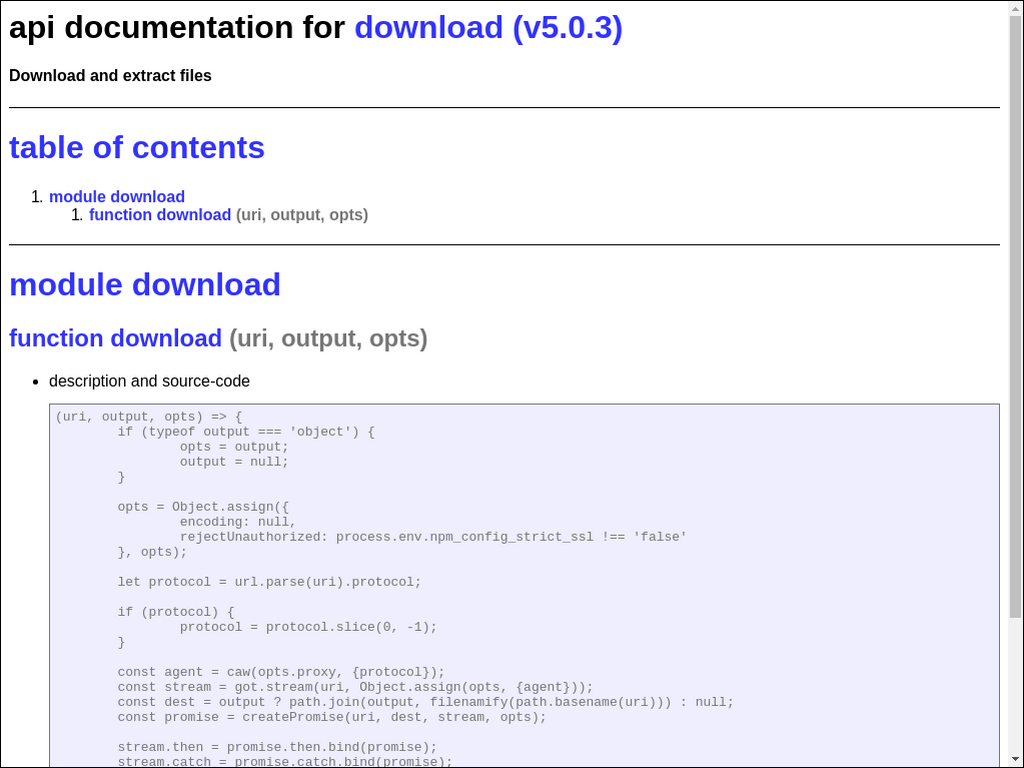 api documentation for download (v5.0.3)
Download and extract files
table of contents
1. module download
1. function download (uri, output, opts)
module download
function download (uri, output, opts)
• description and source-code
(uri, output, opts) => {
        if (typeof output === 'object') {
                opts = output;
                output = null;
        }
        opts = Object.assign({
                encoding: null,
                rejectUnauthorized: process.env.npm_config_strict_ssl !== 'false'
        }, opts);
        let protocol = url.parse(uri).protocol;
        if (protocol) {
                protocol = protocol.slice(0, -1);
        }
        const agent = caw(opts.proxy, {protocol});
        const stream = got.stream(uri, Object.assign(opts, {agent}));
        const dest = output ? path.join(output, filenamify(path.basename(uri))) : null;
        const promise = createPromise(uri, dest, stream, opts);
        stream.then = promise.then.bind(promise);
        stream.catch = promise.catch.bind(promise);